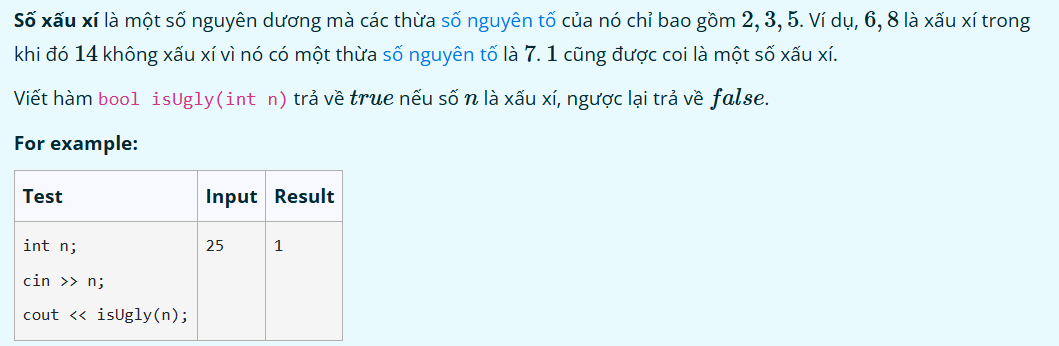 Số xấu xí là một số nguyên dương mà các thừa số nguyên tố của nó chỉ bao gồm 2, 3, 5. Ví dụ, 6, 8 là xấu xí trong
khi đó 14 không xấu xí vì nó có một thừa số nguyên tố là 7. 1 cũng được coi là một số xấu xí.
Viết hàm bool isUgly(int n) trả về true nếu số n là xấu xí, ngược lại trả về false.
For example:
Test Input Result
int n; 25 1
cin >> n;
cout << isUgly(n);